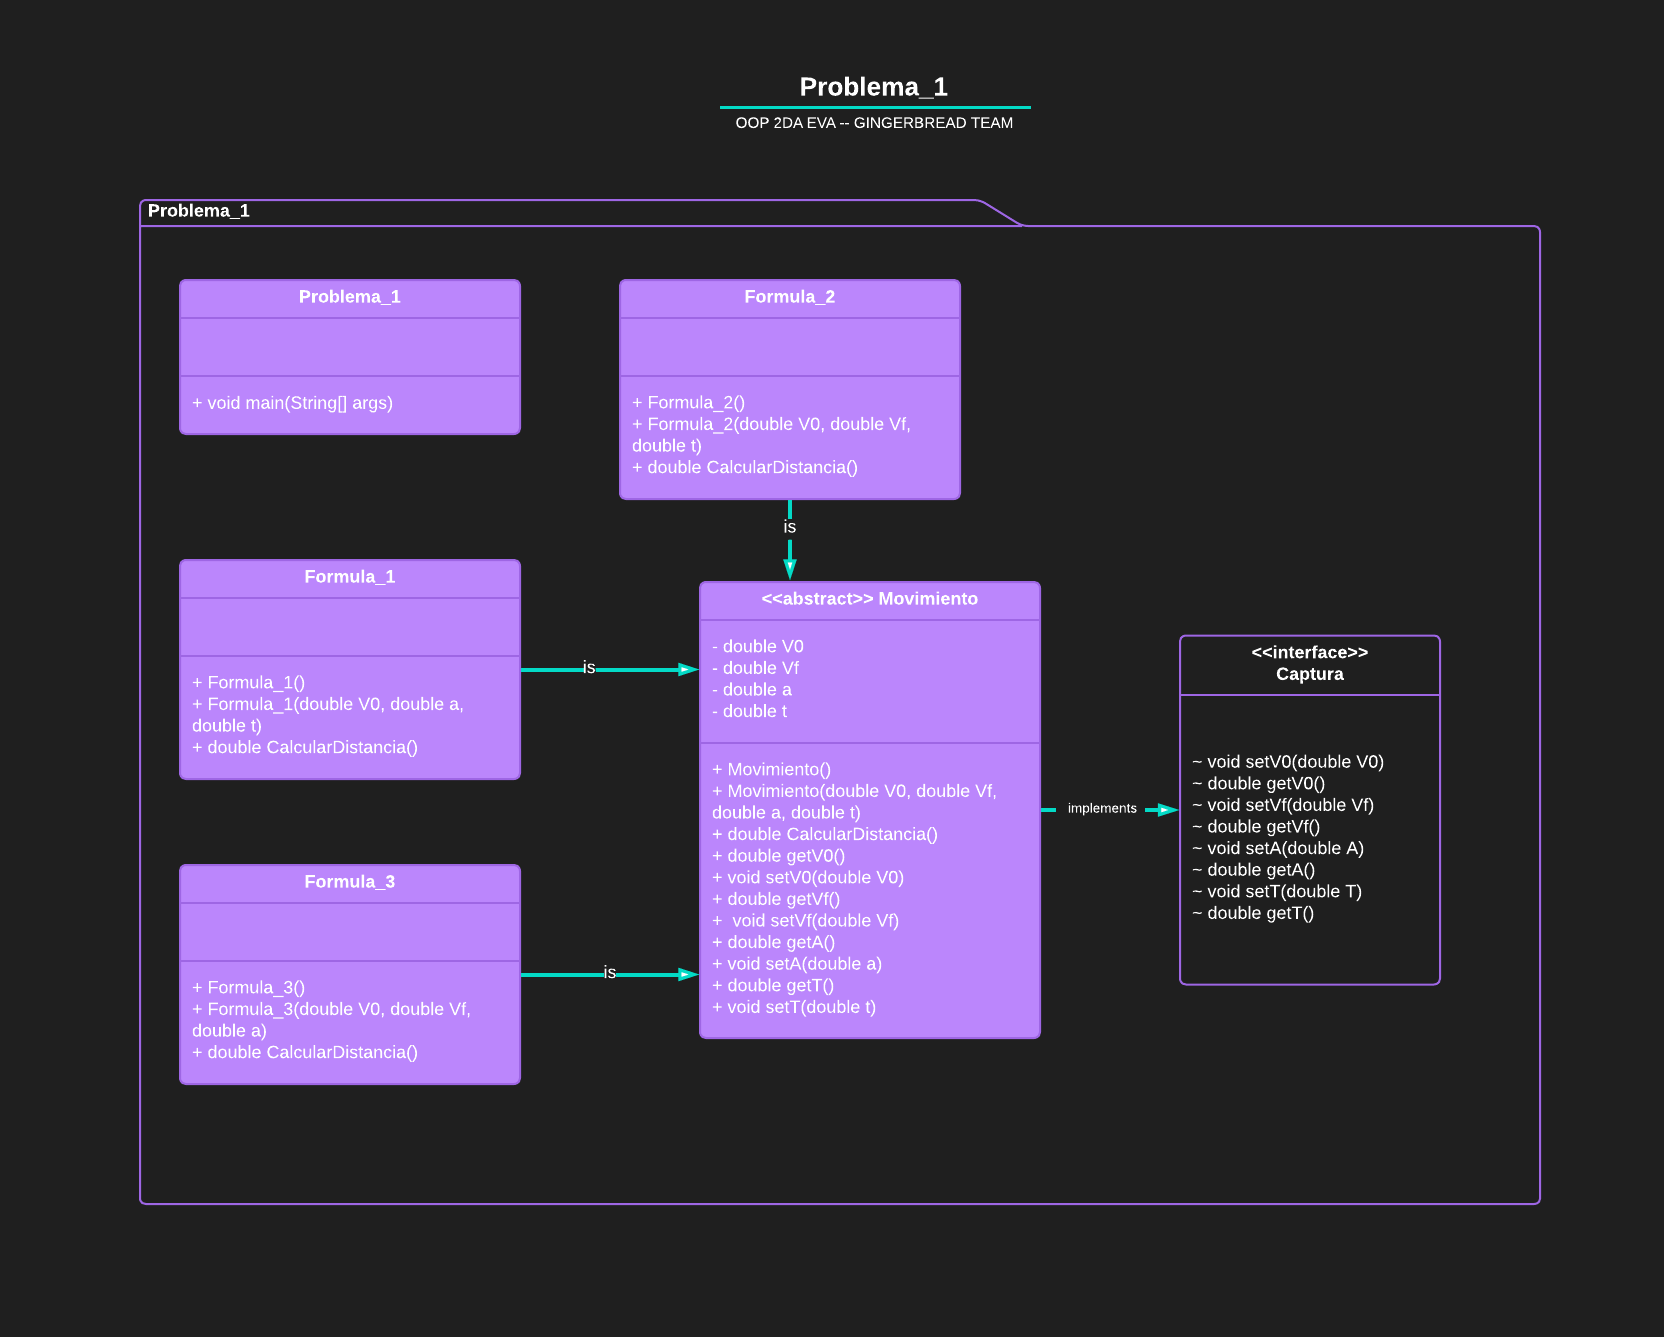 Problema_1
OOP 2DA EVA -- GINGERBREAD TEAM
Problema_1
Problema_1
+ void main(String[] args)
Formula_2
+ Formula_2()
+ Formula_2(double V0, double Vf,
double t)
+ double CalcularDistancia()
is
Formula_1
+ Formula_1()
+ Formula_1(double V0, double a,
double t)
+ double CalcularDistancia()
is
<<abstract>> Movimiento
- double V0
- double Vf
- double a
- double t
+ Movimiento()
+ Movimiento(double V0, double Vf,
double a, double t)
+ double CalcularDistancia()
+ double getV0()
+ void setV0(double V0)
+ double getVf()
+  void setVf(double Vf)
+ double getA()
+ void setA(double a)
+ double getT()
+ void setT(double t)
implements
<<interface>>
Captura
~ void setV0(double V0)
~ double getV0()
~ void setVf(double Vf)
~ double getVf()
~ void setA(double A)
~ double getA()
~ void setT(double T)
~ double getT()
Formula_3
+ Formula_3()
+ Formula_3(double V0, double Vf,
double a)
+ double CalcularDistancia()
is